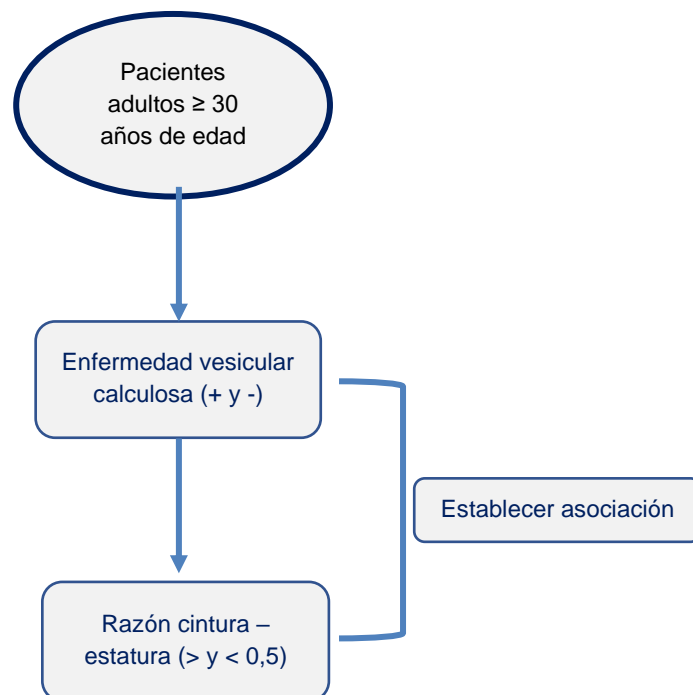 Pacientes
adultos ≥ 30
años de edad
Enfermedad vesicular
calculosa (+ y -)
Establecer asociación
Razón cintura –
estatura (> y < 0,5)